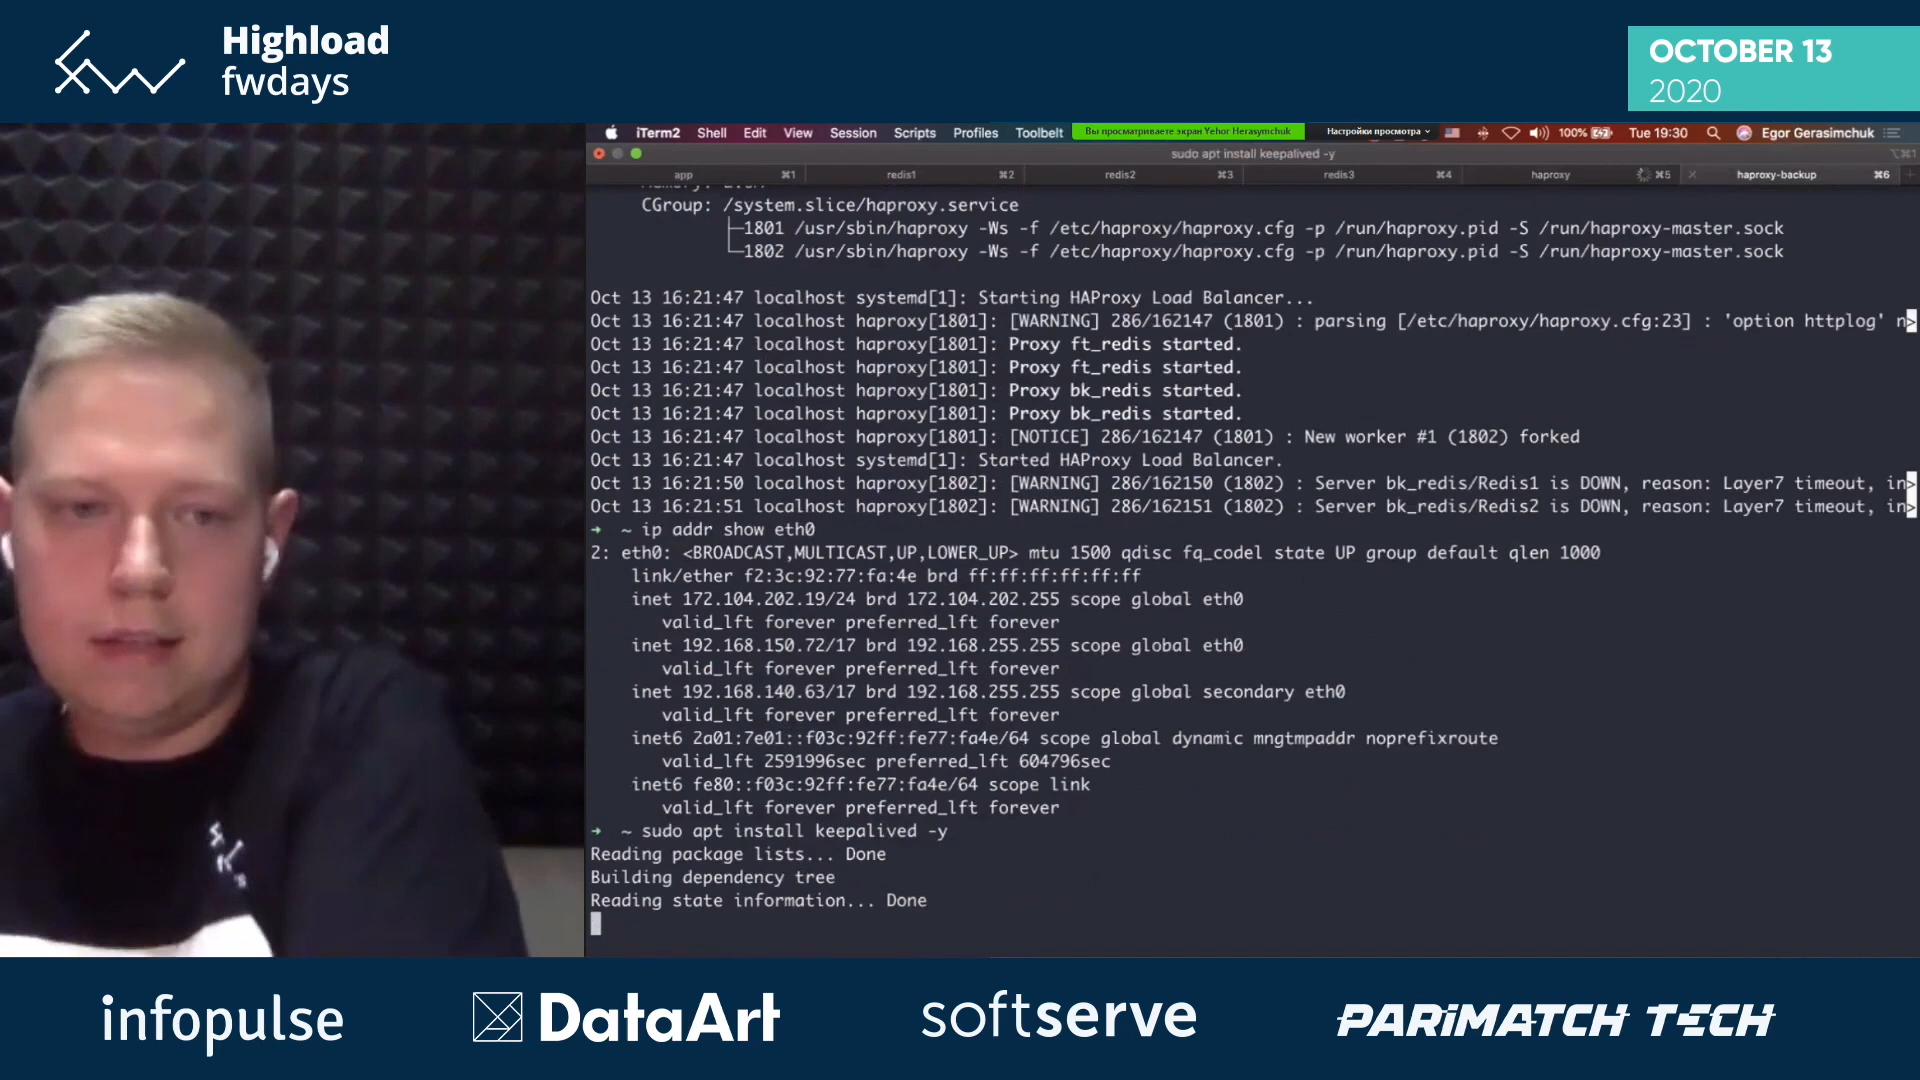 Highload
fwdays
OCTOBER 13
2020
iTerm2 Shell Edit View Session Scripts Profiles Toolbelt Вы просматриваете экран Yehor Herasymchuk Настройки просмотра 100% Tue 19:30 Egor Gerasimchuk
sudo apt install keepalived -y ⌥⌘1
app ⌘1 redis1 ⌘2 redis2 ⌘3 redis3 ⌘4 haproxy ⌘5 haproxy-backup ⌘6
CGroup: /system.slice/haproxy.service
├─1801 /usr/sbin/haproxy -Ws -f /etc/haproxy/haproxy.cfg -p /run/haproxy.pid -S /run/haproxy-master.sock
└─1802 /usr/sbin/haproxy -Ws -f /etc/haproxy/haproxy.cfg -p /run/haproxy.pid -S /run/haproxy-master.sock
Oct 13 16:21:47 localhost systemd[1]: Starting HAProxy Load Balancer...
Oct 13 16:21:47 localhost haproxy[1801]: [WARNING] 286/162147 (1801) : parsing [/etc/haproxy/haproxy.cfg:23] : 'option httplog' n>
Oct 13 16:21:47 localhost haproxy[1801]: Proxy ft_redis started.
Oct 13 16:21:47 localhost haproxy[1801]: Proxy ft_redis started.
Oct 13 16:21:47 localhost haproxy[1801]: Proxy bk_redis started.
Oct 13 16:21:47 localhost haproxy[1801]: Proxy bk_redis started.
Oct 13 16:21:47 localhost haproxy[1801]: [NOTICE] 286/162147 (1801) : New worker #1 (1802) forked
Oct 13 16:21:47 localhost systemd[1]: Started HAProxy Load Balancer.
Oct 13 16:21:50 localhost haproxy[1802]: [WARNING] 286/162150 (1802) : Server bk_redis/Redis1 is DOWN, reason: Layer7 timeout, in>
Oct 13 16:21:51 localhost haproxy[1802]: [WARNING] 286/162151 (1802) : Server bk_redis/Redis2 is DOWN, reason: Layer7 timeout, in>
→ ~ ip addr show eth0
2: eth0: <BROADCAST,MULTICAST,UP,LOWER_UP> mtu 1500 qdisc fq_codel state UP group default qlen 1000
link/ether f2:3c:92:77:fa:4e brd ff:ff:ff:ff:ff:ff
inet 172.104.202.19/24 brd 172.104.202.255 scope global eth0
valid_lft forever preferred_lft forever
inet 192.168.150.72/17 brd 192.168.255.255 scope global eth0
valid_lft forever preferred_lft forever
inet 192.168.140.63/17 brd 192.168.255.255 scope global secondary eth0
valid_lft forever preferred_lft forever
inet6 2a01:7e01::f03c:92ff:fe77:fa4e/64 scope global dynamic mngtmpaddr noprefixroute
valid_lft 2591996sec preferred_lft 604796sec
inet6 fe80::f03c:92ff:fe77:fa4e/64 scope link
valid_lft forever preferred_lft forever
→ ~ sudo apt install keepalived -y
Reading package lists... Done
Building dependency tree
Reading state information... Done
infopulse DataArt softserve PARIMATCH TECH